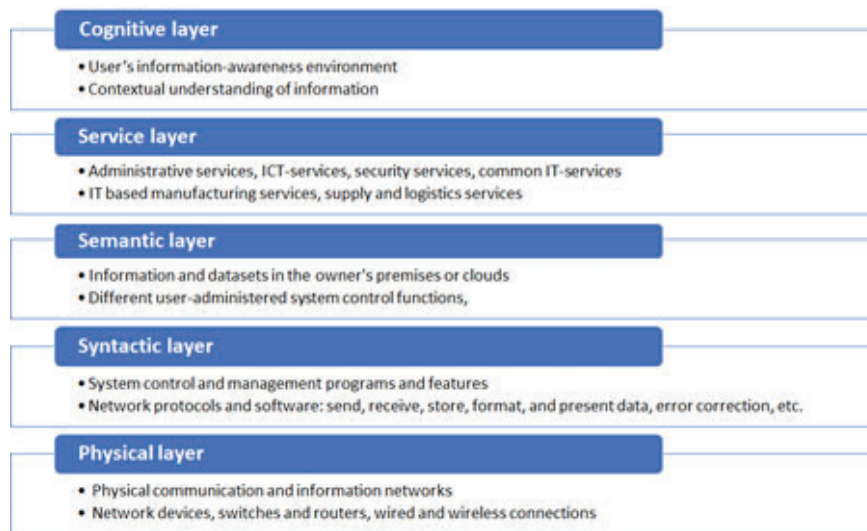 Cognitive layer
• User's information-awareness environment
• Contextual understanding of information
Service layer
• Administrative services, ICT-services, security services, common IT-services
• IT based manufacturing services, supply and logistics services
Semantic layer
• Information and datasets in the owner's premises or clouds
• Different user-administered system control functions,
Syntactic layer
• System control and management programs and features
• Network protocols and software: send, receive, store, format, and present data, error correction, etc.
Physical layer
• Physical communication and information networks
• Network devices, switches and routers, wired and wireless connections